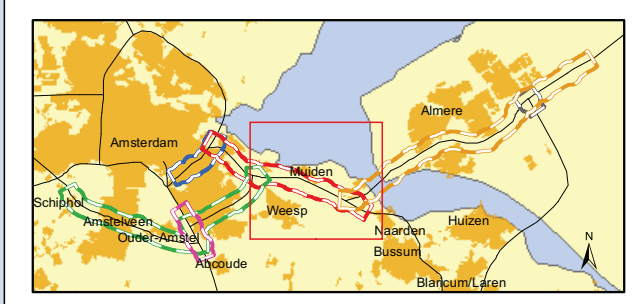 Almere
Amsterdam
Muiden
Schiphol
Weesp
Amstelveen
Huizen
Ouder-Amstel
Naarden
N
Bussum
Abcoude
Blaricum/Laren